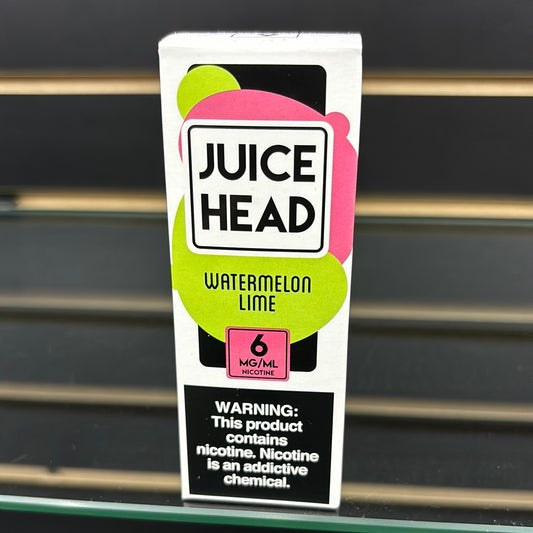 JUICE
HEAD
WATERMELON
LIME
6
MG/ML
NICOTINE
WARNING:
This product
contains
nicotine. Nicotine
is an addictive
chemical.